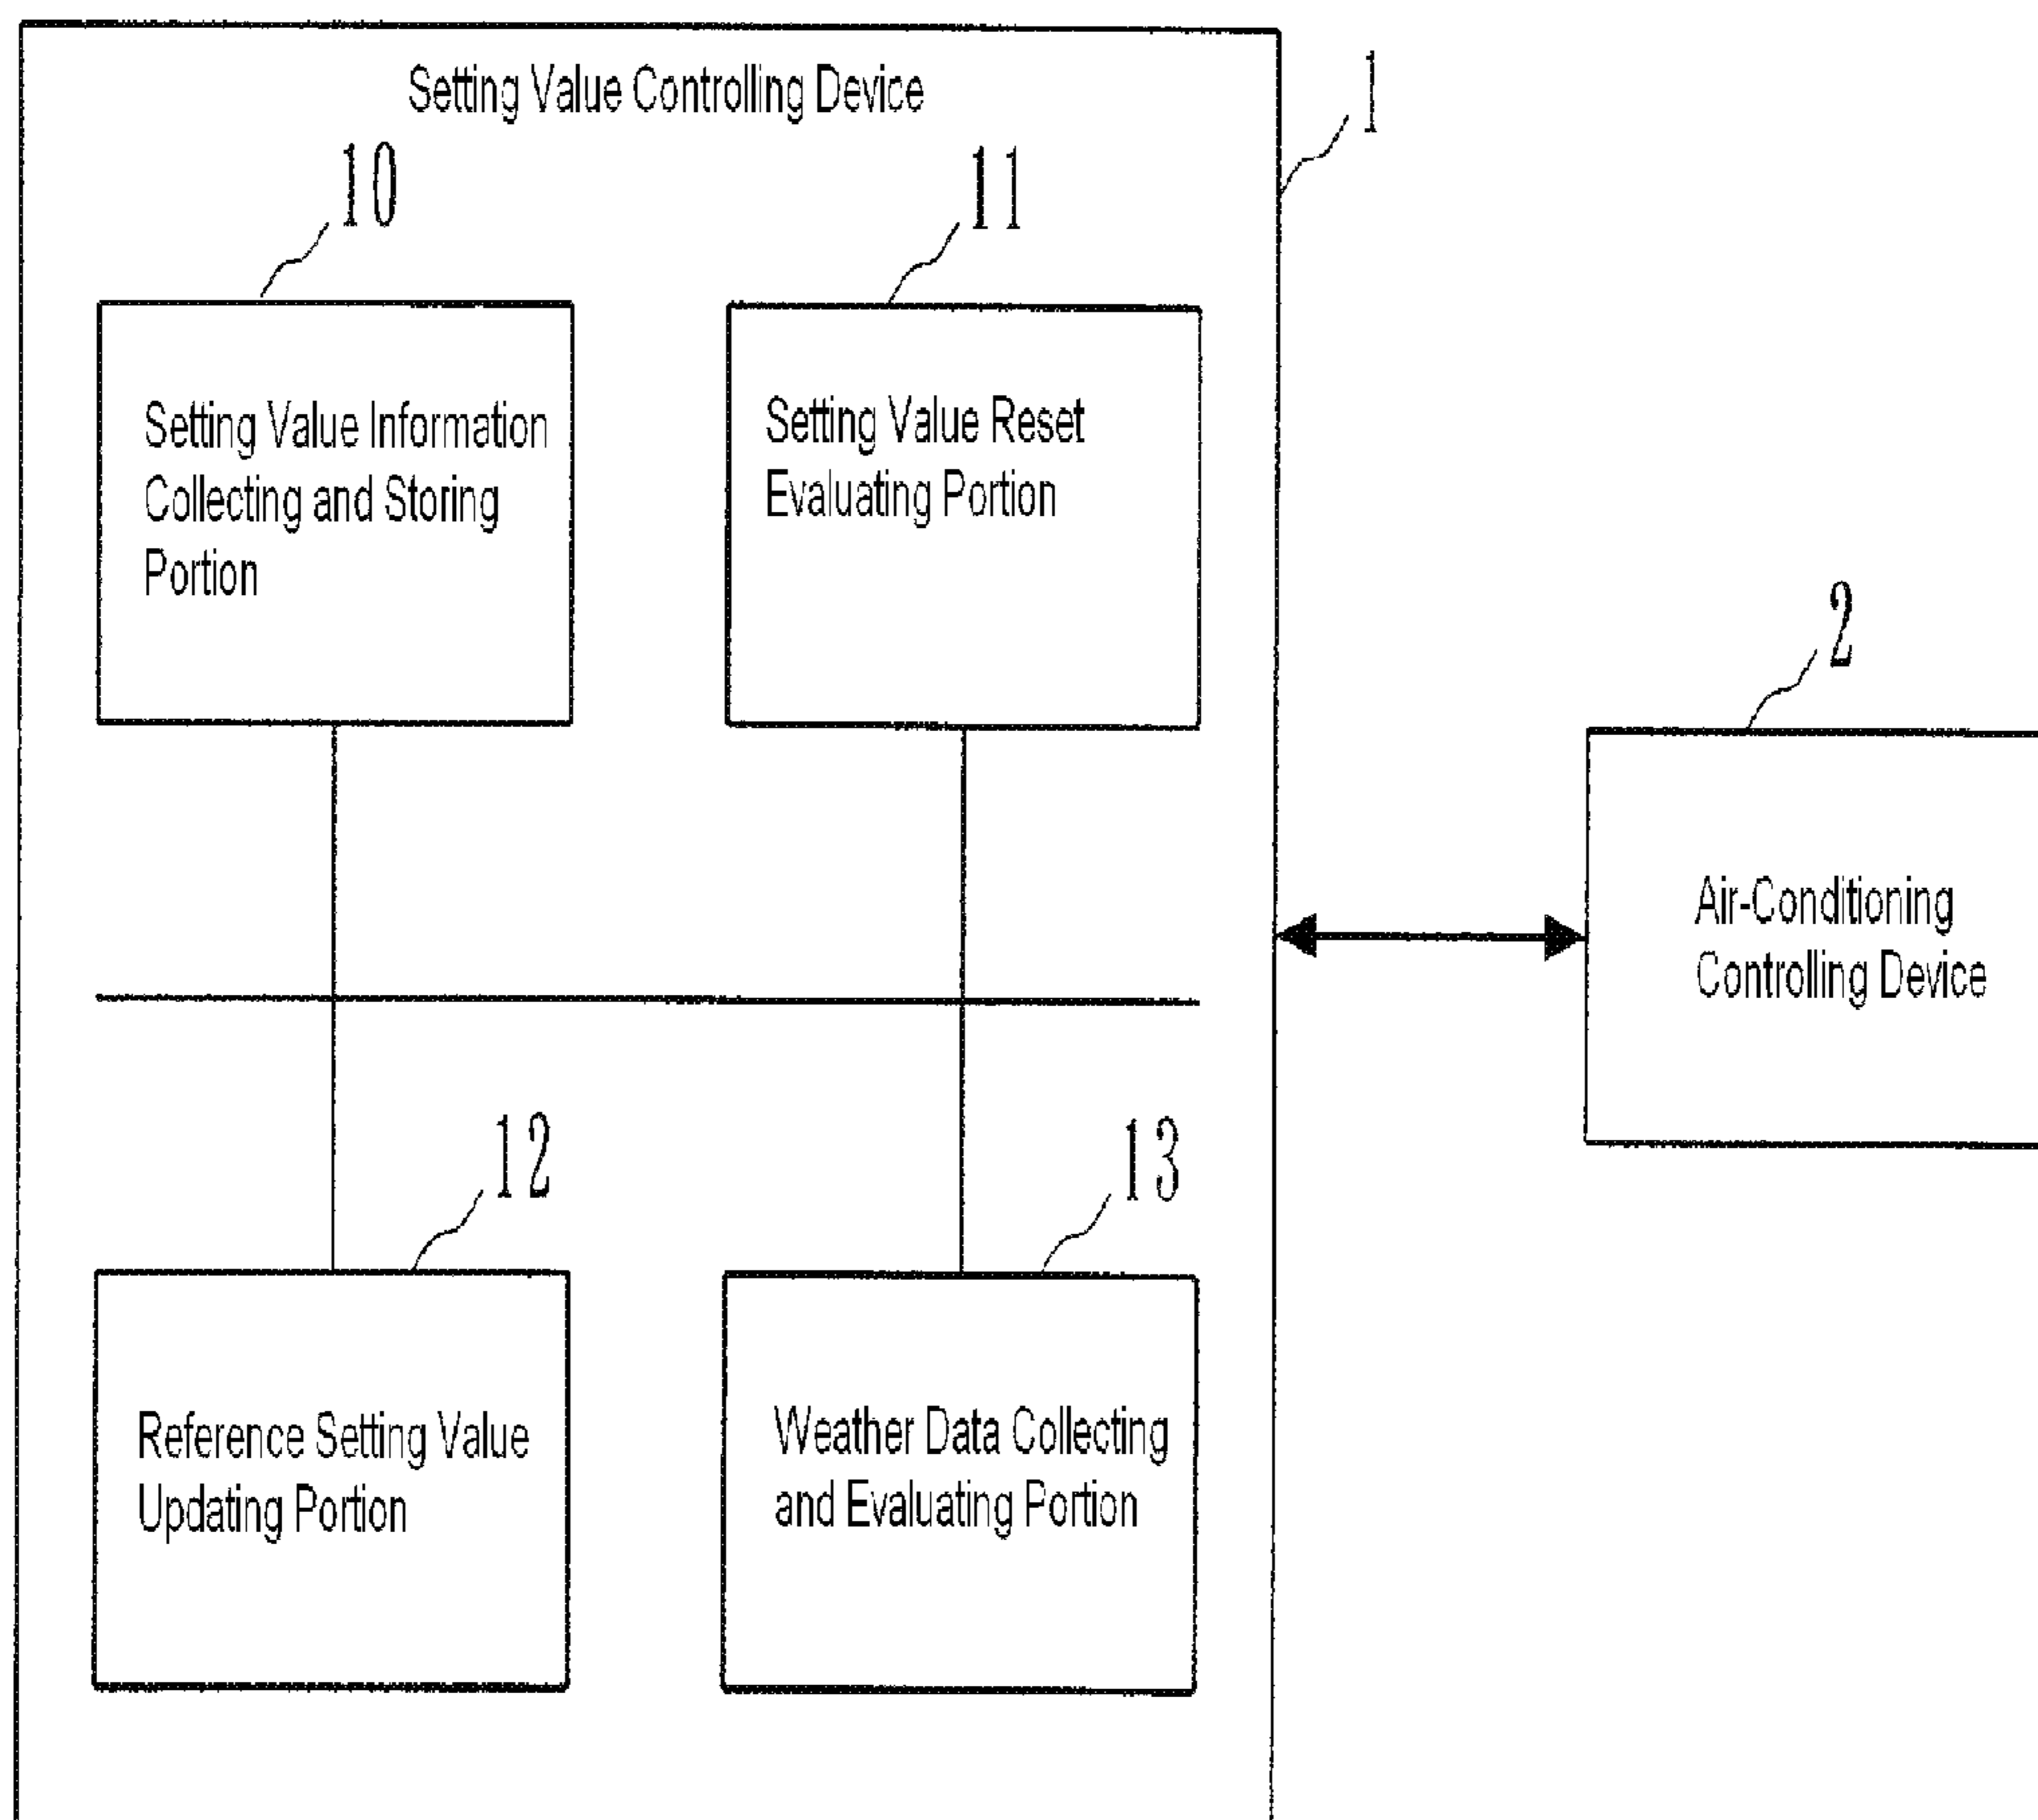 Setting Value Controlling Device
1
10
11
Setting Value Information
Collecting and Storing
Portion
Setting Value Reset
Evaluating Portion
2
Air-Conditioning
Controlling Device
12
13
Reference Setting Value
Updating Portion
Weather Data Collecting
and Evaluating Portion